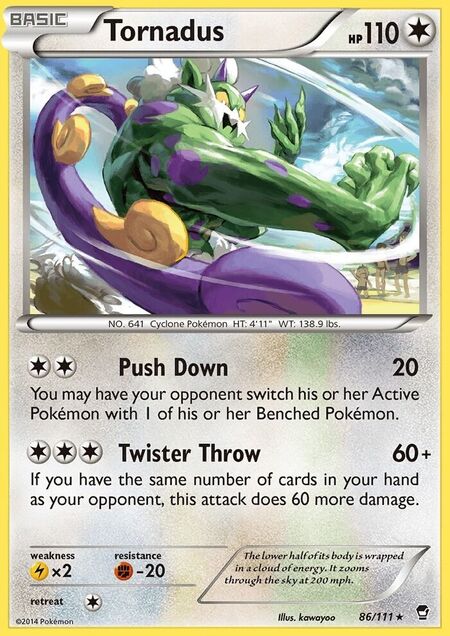 BASIC
Tornadus
HP110
NO. 641 Cyclone Pokémon HT: 4'11" WT: 138.9 lbs.
Push Down 20
You may have your opponent switch his or her Active
Pokémon with 1 of his or her Benched Pokémon.
Twister Throw 60+
If you have the same number of cards in your hand
as your opponent, this attack does 60 more damage.
weakness
×2
resistance
-20
retreat
The lower half of its body is wrapped
in a cloud of energy. It zooms
through the sky at 200 mph.
©2014 Pokémon
Illus. kawayoo
86/111 ★